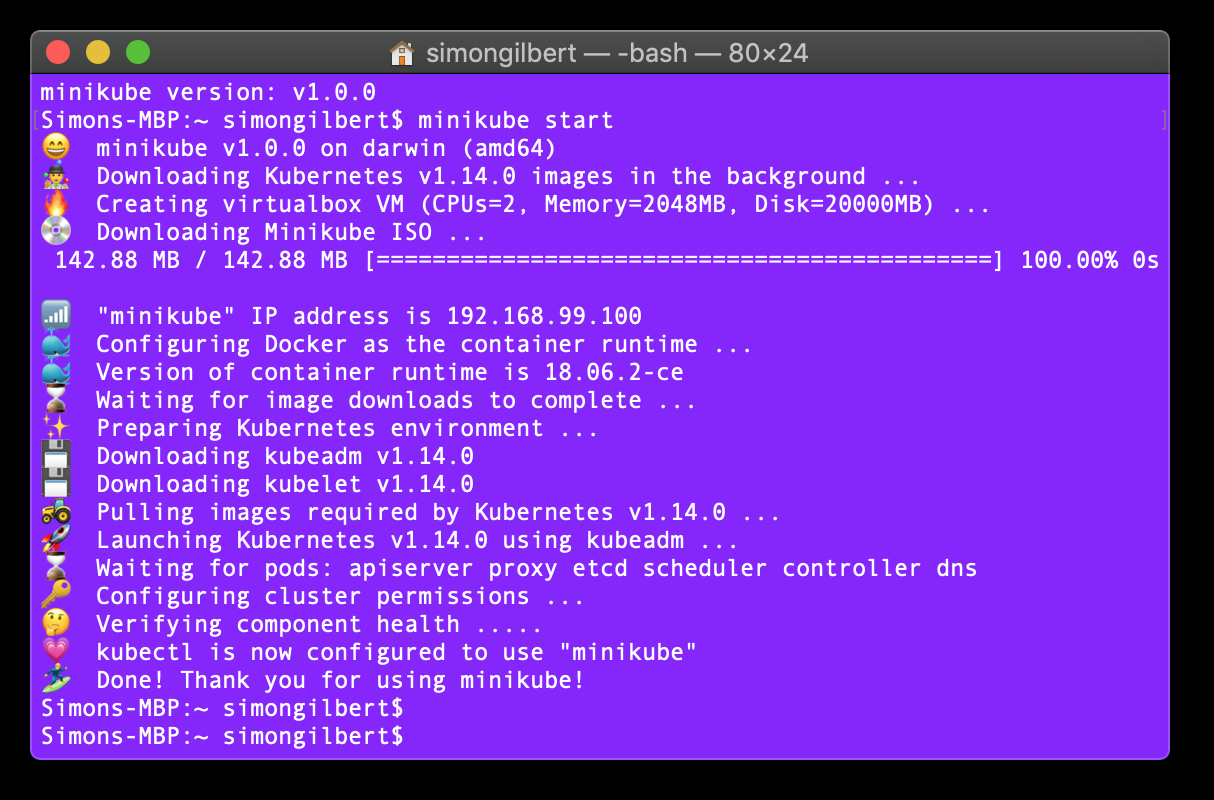 simongilbert — -bash — 80×24
minikube version: v1.0.0
[Simons-MBP:~ simongilbert$ minikube start ]
😄  minikube v1.0.0 on darwin (amd64)
🤹  Downloading Kubernetes v1.14.0 images in the background ...
🔥  Creating virtualbox VM (CPUs=2, Memory=2048MB, Disk=20000MB) ...
💿  Downloading Minikube ISO ...
142.88 MB / 142.88 MB [============================================] 100.00% 0s
📶  "minikube" IP address is 192.168.99.100
🐳  Configuring Docker as the container runtime ...
🐳  Version of container runtime is 18.06.2-ce
⌛  Waiting for image downloads to complete ...
✨  Preparing Kubernetes environment ...
💾  Downloading kubeadm v1.14.0
💾  Downloading kubelet v1.14.0
🚜  Pulling images required by Kubernetes v1.14.0 ...
🚀  Launching Kubernetes v1.14.0 using kubeadm ...
⌛  Waiting for pods: apiserver proxy etcd scheduler controller dns
🔑  Configuring cluster permissions ...
🤔  Verifying component health .....
💗  kubectl is now configured to use "minikube"
🏄  Done! Thank you for using minikube!
Simons-MBP:~ simongilbert$
Simons-MBP:~ simongilbert$